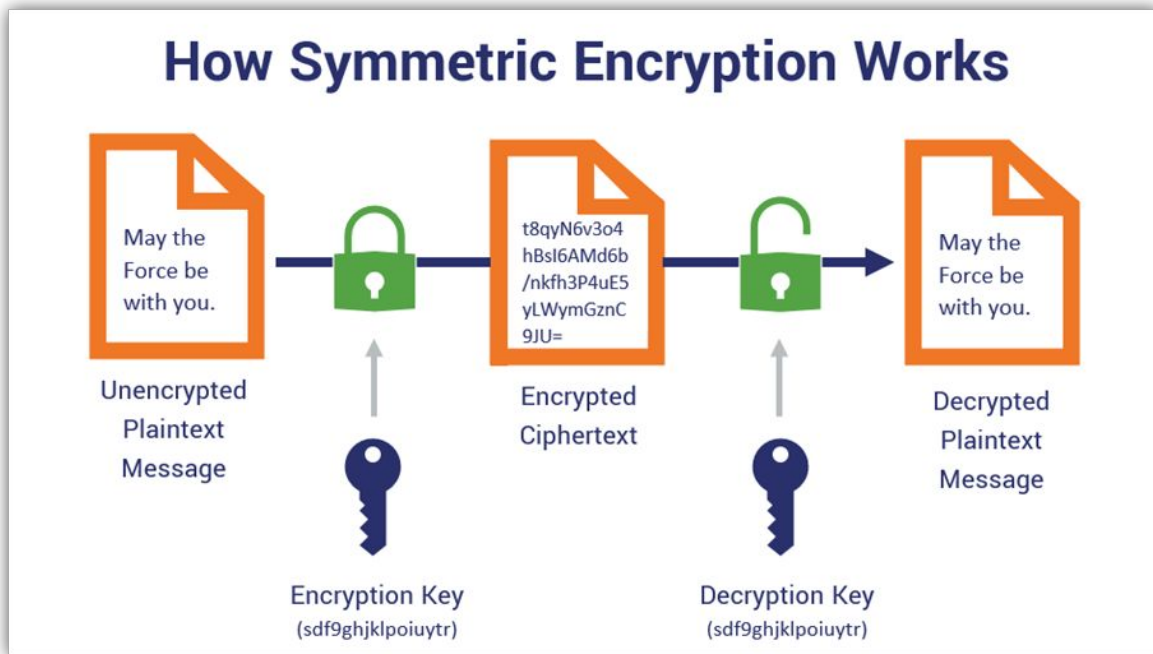 How Symmetric Encryption Works
May the
Force be
with you.
Unencrypted
Plaintext
Message
t8qyN6v3o4
hBsl6AMd6b
/nkfh3P4uE5
yLWymGznC
9JU=
Encrypted
Ciphertext
May the
Force be
with you.
Decrypted
Plaintext
Message
Encryption Key
(sdf9ghjklpoiuytr)
Decryption Key
(sdf9ghjklpoiuytr)